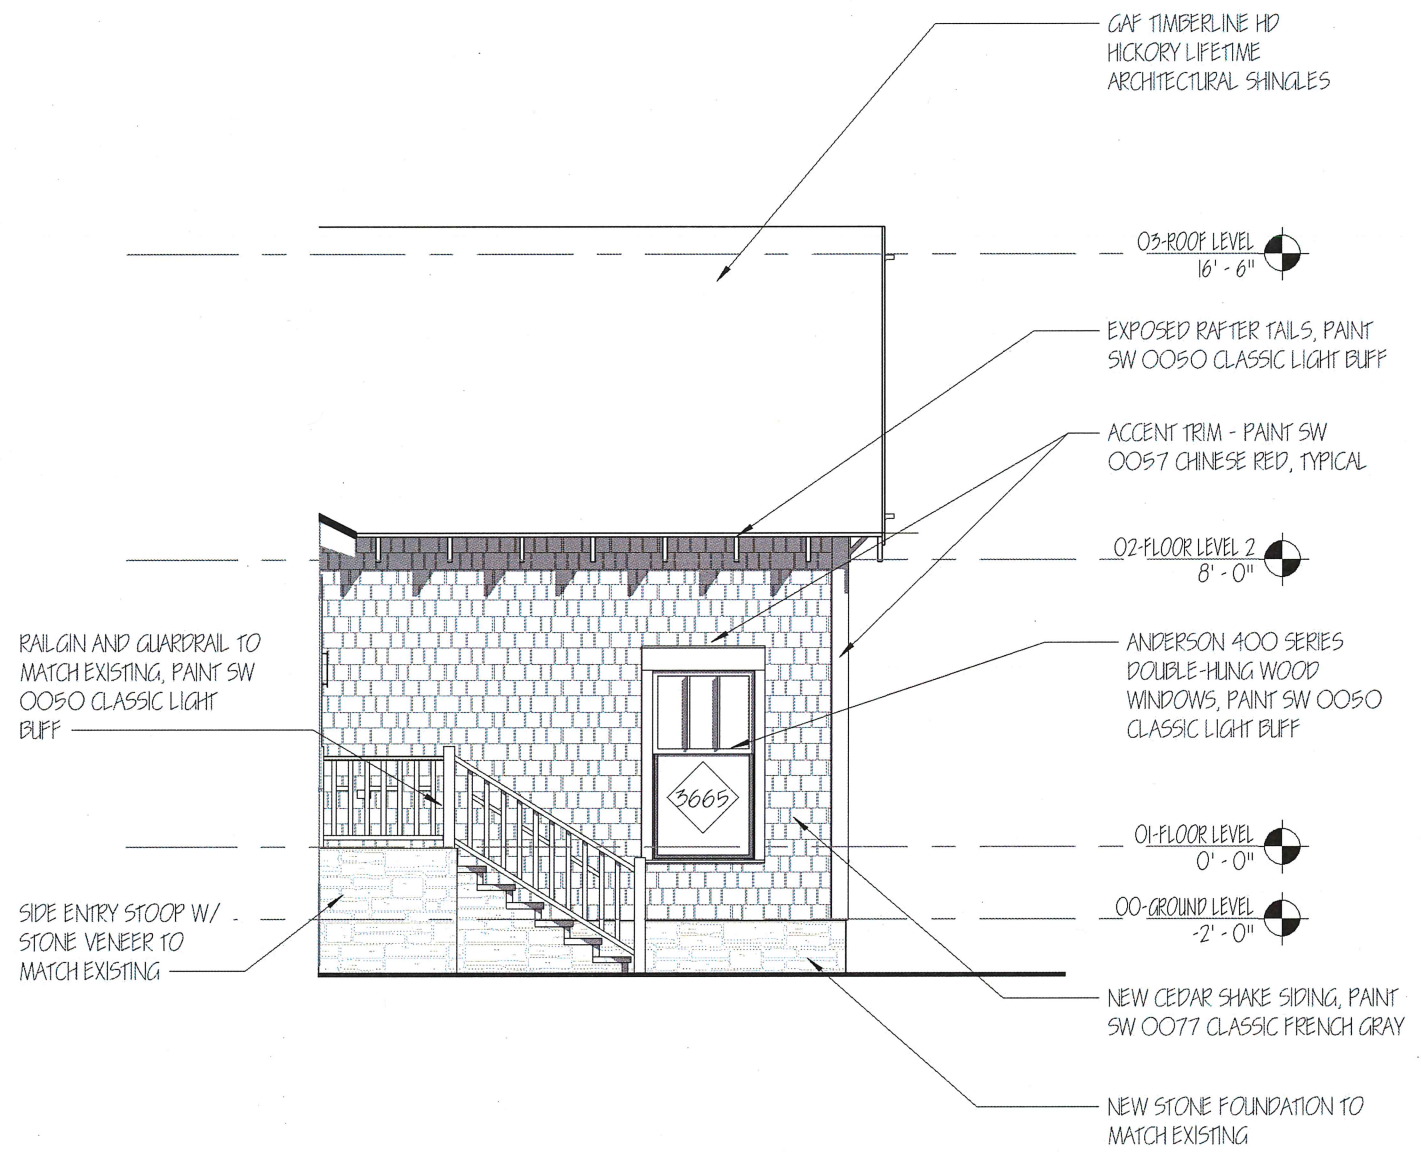 GAF TIMBERLINE HD
HICKORY LIFETIME
ARCHITECTURAL SHINGLES
03-ROOF LEVEL
16' - 6"
EXPOSED RAFTER TAILS, PAINT
SW 0050 CLASSIC LIGHT BUFF
ACCENT TRIM - PAINT SW
0057 CHINESE RED, TYPICAL
02-FLOOR LEVEL 2
8' - 0"
RAILGIN AND GUARDRAIL TO
MATCH EXISTING, PAINT SW
0050 CLASSIC LIGHT
BUFF
ANDERSON 400 SERIES
DOUBLE-HUNG WOOD
WINDOWS, PAINT SW 0050
CLASSIC LIGHT BUFF
3665
01-FLOOR LEVEL
0' - 0"
00-GROUND LEVEL
-2' - 0"
SIDE ENTRY STOOP W/
STONE VENEER TO
MATCH EXISTING
NEW CEDAR SHAKE SIDING, PAINT
SW 0077 CLASSIC FRENCH GRAY
NEW STONE FOUNDATION TO
MATCH EXISTING